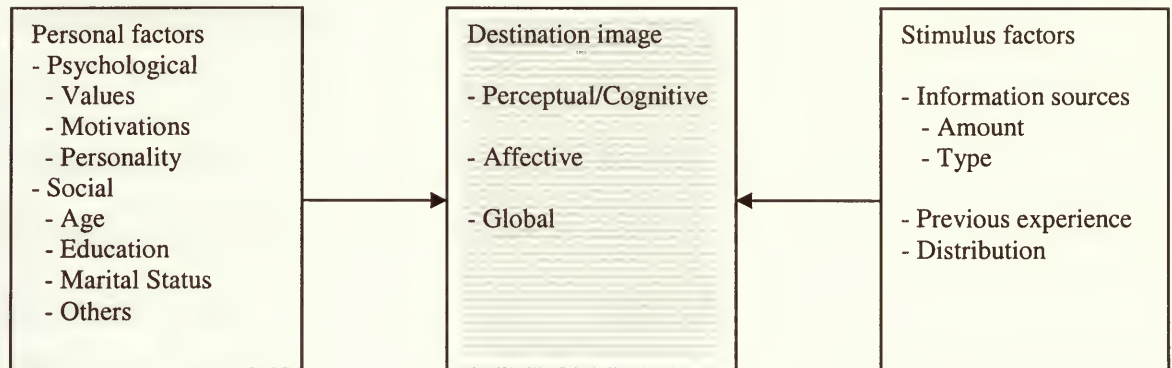 Personal factors
- Psychological
- Values
- Motivations
- Personality
- Social
- Age
- Education
- Marital Status
- Others
Destination image
- Perceptual/Cognitive
- Affective
- Global
Stimulus factors
- Information sources
- Amount
- Type
- Previous experience
- Distribution